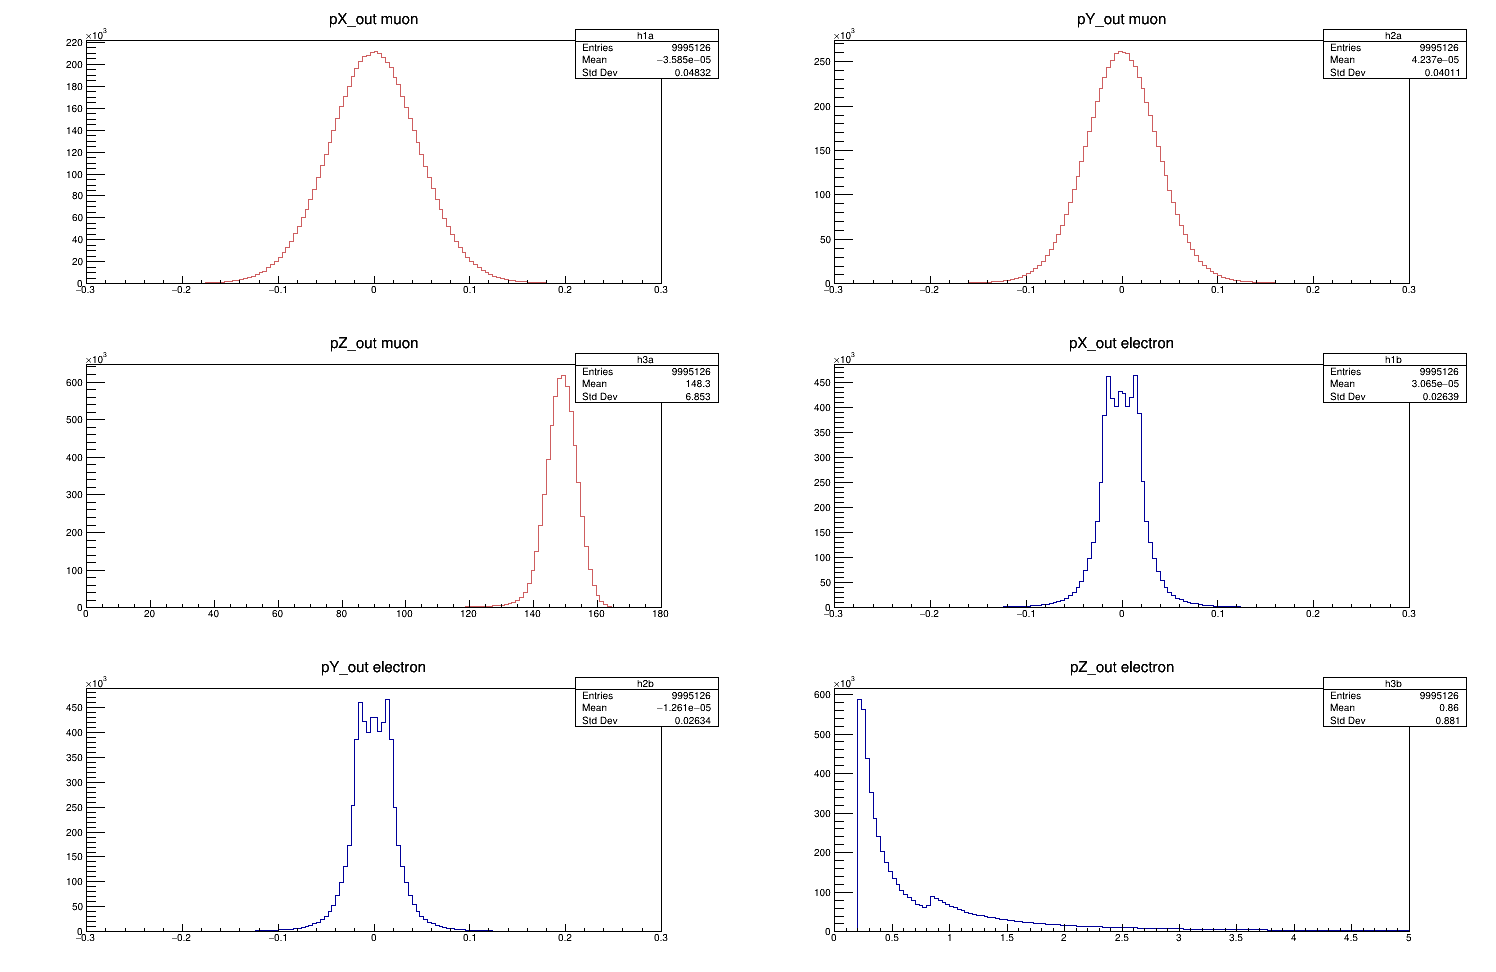 pX_out muon
×10³
h1a
Entries 9995126
Mean −3.585e−05
Std Dev 0.04832
220
200
180
160
140
120
100
80
60
40
20
0
−0.3 −0.2 −0.1 0 0.1 0.2 0.3
pY_out muon
×10³
h2a
Entries 9995126
Mean 4.237e−05
Std Dev 0.04011
250
200
150
100
50
0
−0.3 −0.2 −0.1 0 0.1 0.2 0.3
pZ_out muon
×10³
h3a
Entries 9995126
Mean 148.3
Std Dev 6.853
600
500
400
300
200
100
0
0 20 40 60 80 100 120 140 160 180
pX_out electron
×10³
h1b
Entries 9995126
Mean 3.065e−05
Std Dev 0.02639
450
400
350
300
250
200
150
100
50
0
−0.3 −0.2 −0.1 0 0.1 0.2 0.3
pY_out electron
×10³
h2b
Entries 9995126
Mean −1.261e−05
Std Dev 0.02634
450
400
350
300
250
200
150
100
50
0
−0.3 −0.2 −0.1 0 0.1 0.2 0.3
pZ_out electron
×10³
h3b
Entries 9995126
Mean 0.86
Std Dev 0.881
600
500
400
300
200
100
0
0 0.5 1 1.5 2 2.5 3 3.5 4 4.5 5